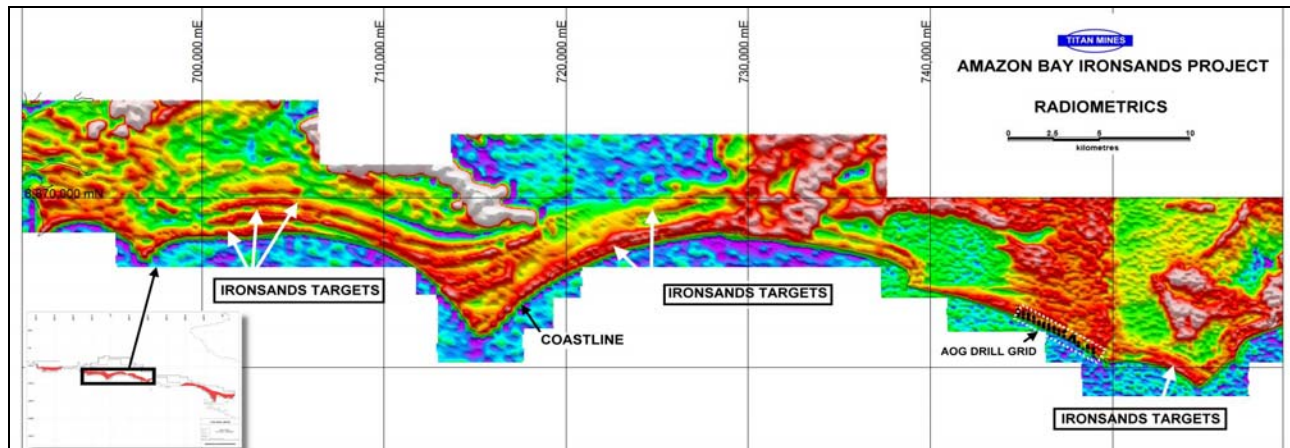 700,000 mE
710,000 mE
720,000 mE
730,000 mE
740,000 mE
TITAN MINES
AMAZON BAY IRONSANDS PROJECT
RADIOMETRICS
0 2.5 5 10
kilometres
8,870,000 mN
IRONSANDS TARGETS
IRONSANDS TARGETS
COASTLINE
AOG DRILL GRID
IRONSANDS TARGETS